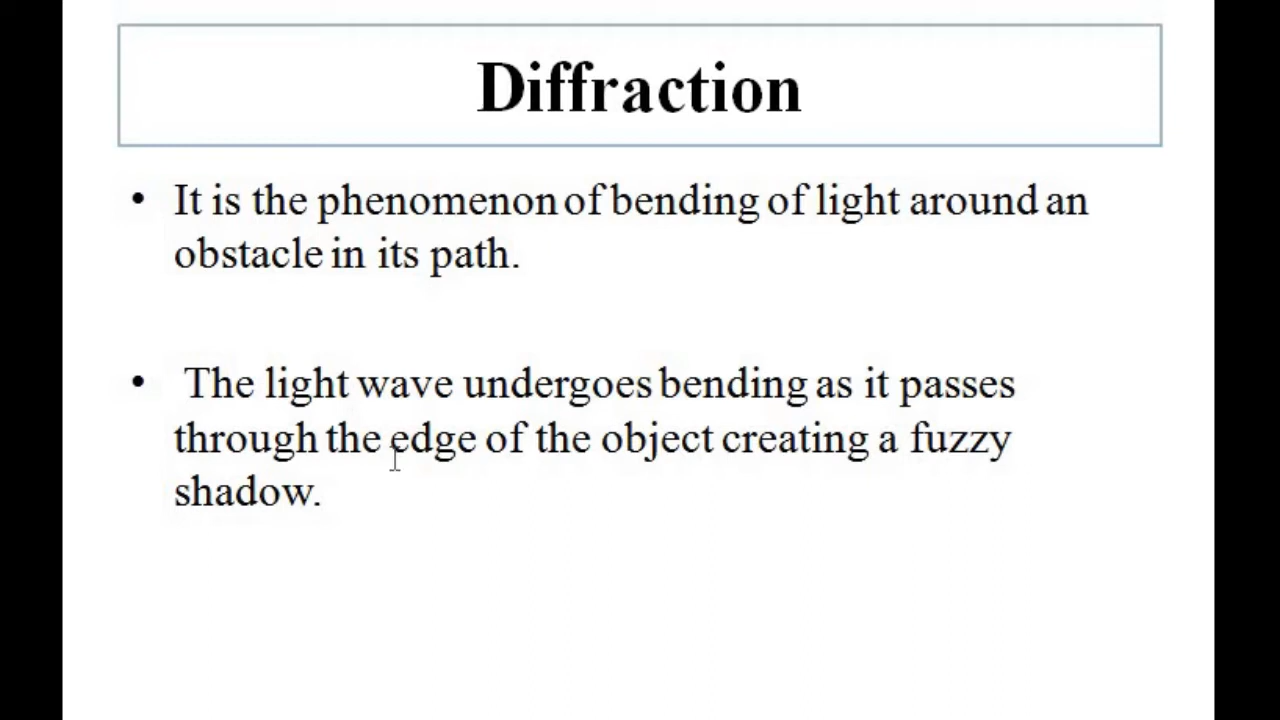 Diffraction
• It is the phenomenon of bending of light around an
obstacle in its path.
• The light wave undergoes bending as it passes
through the edge of the object creating a fuzzy
shadow.